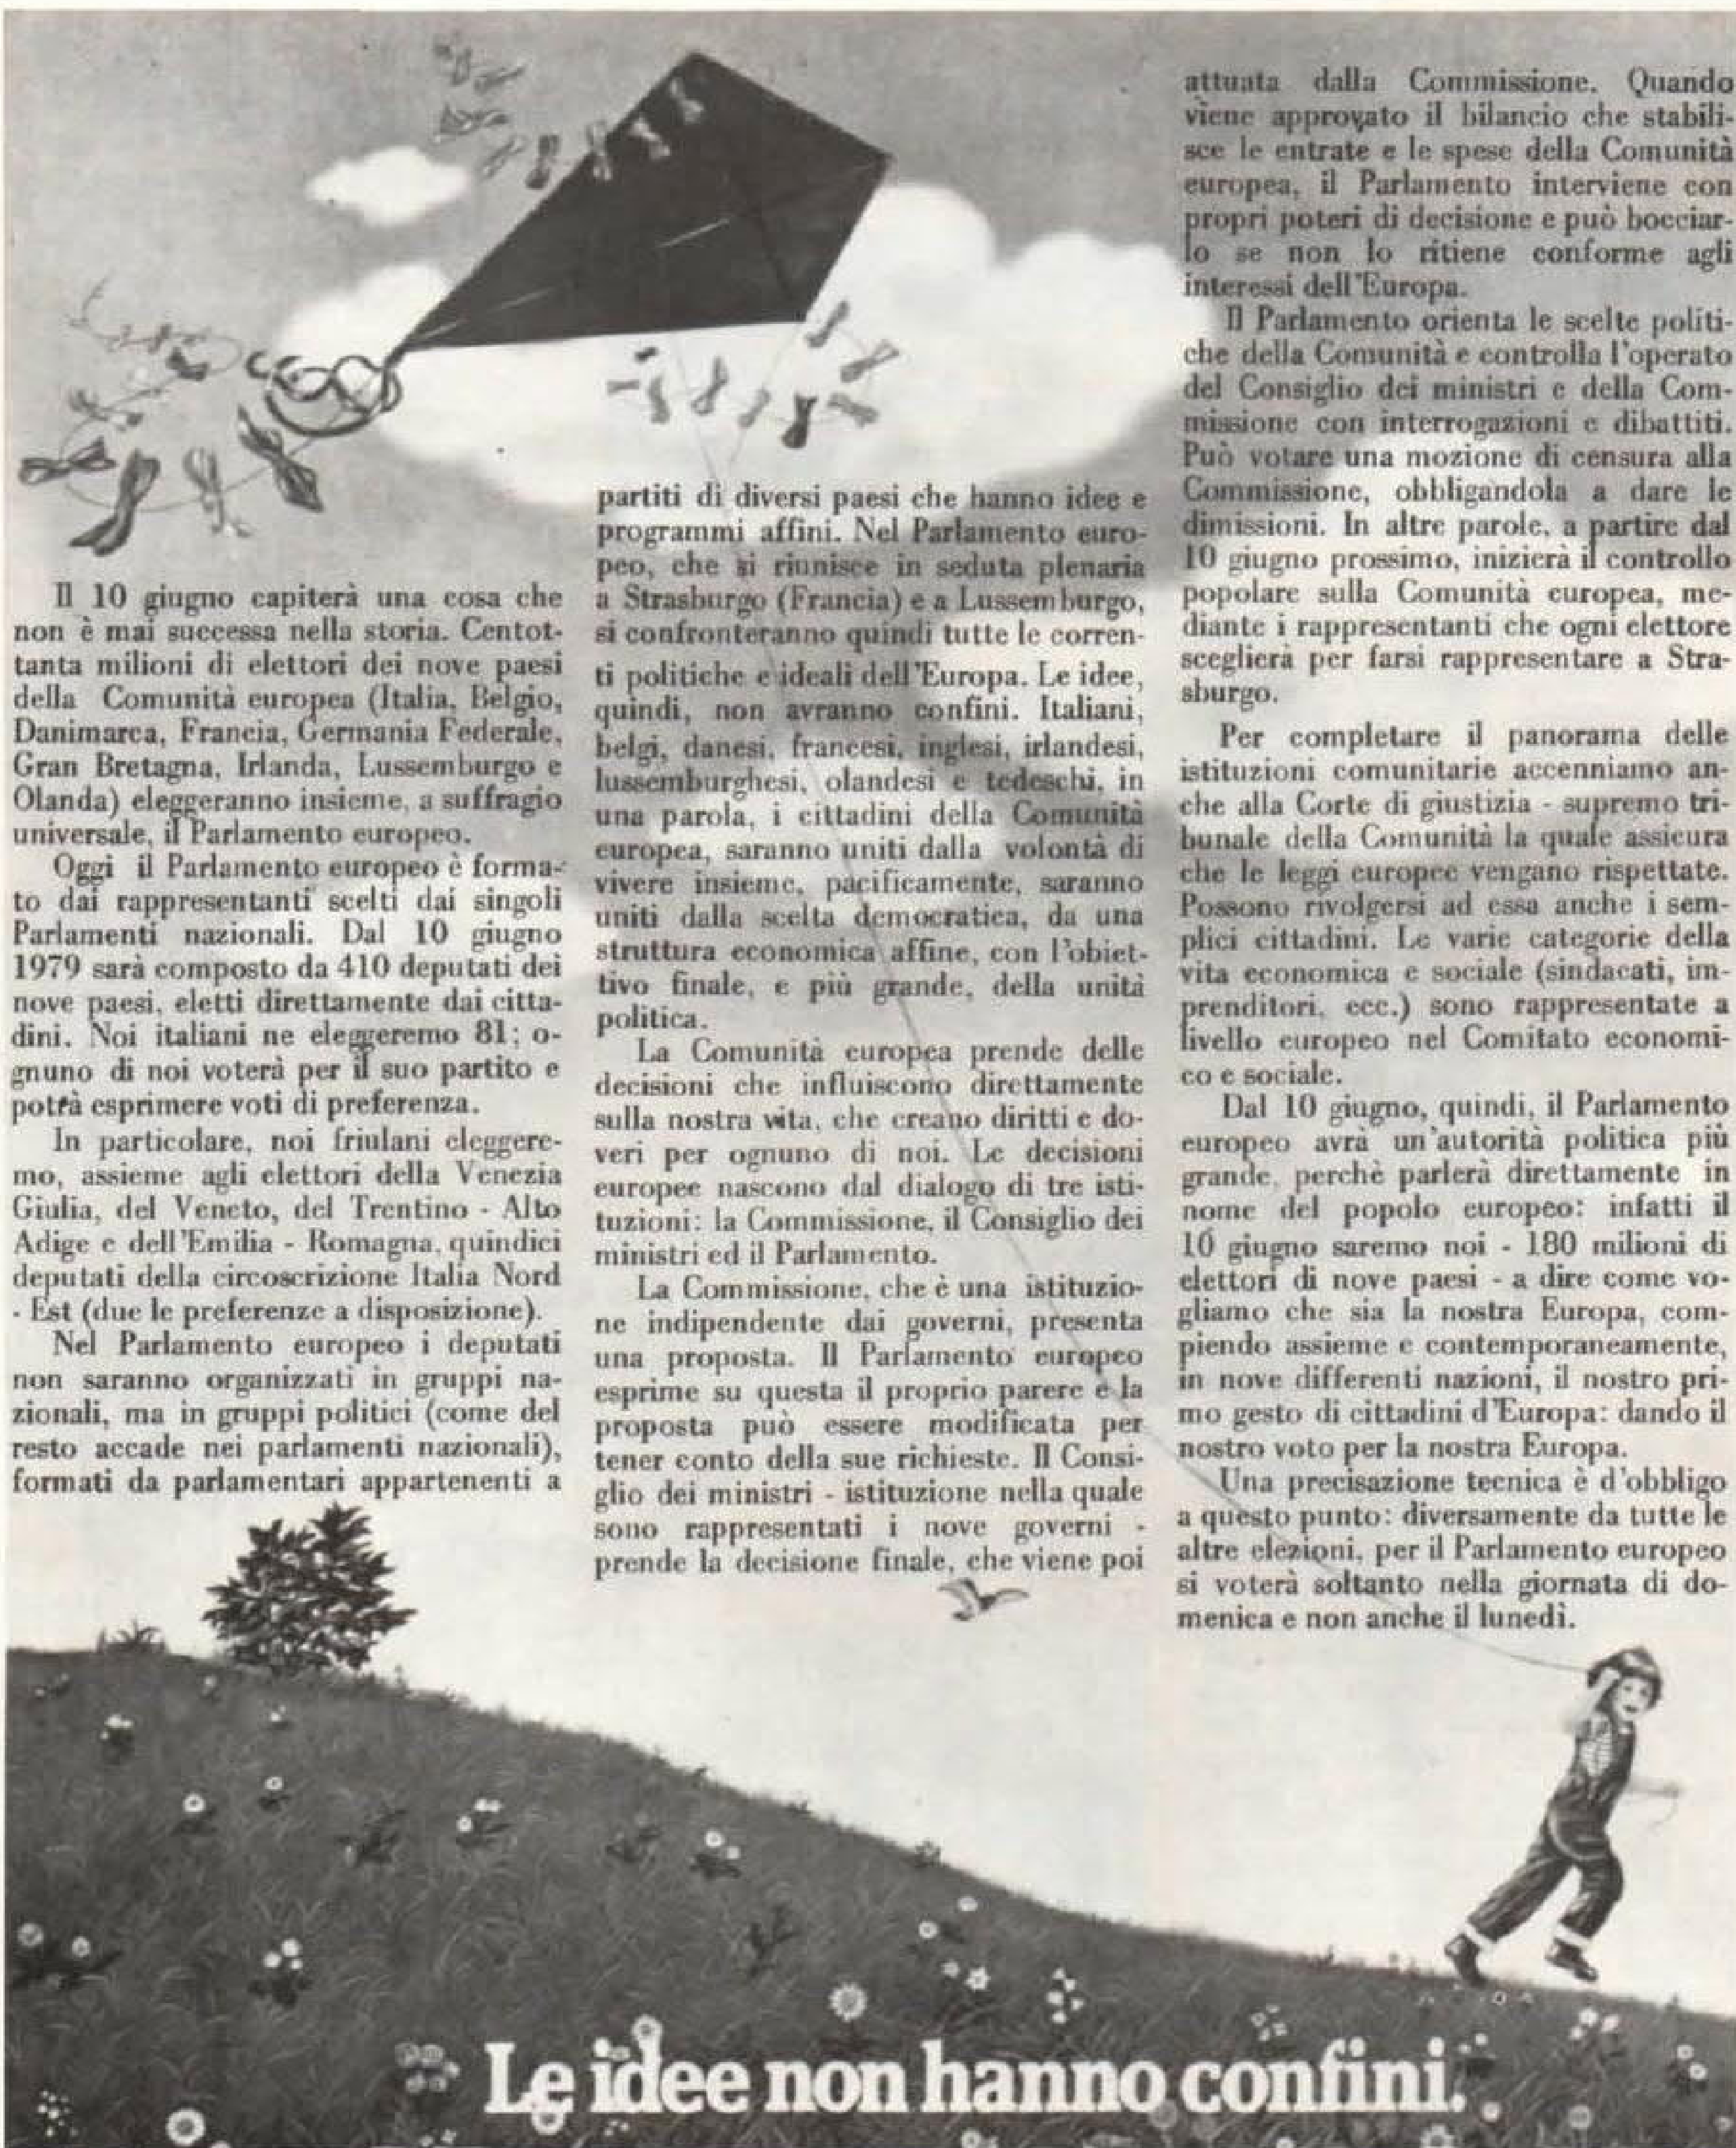 Il 10 giugno capiterà una cosa che
non è mai successa nella storia. Centot-
tanta milioni di elettori dei nove paesi
della Comunità europea (Italia, Belgio,
Danimarca, Francia, Germania Federale,
Gran Bretagna, Irlanda, Lussemburgo e
Olanda) eleggeranno insieme, a suffragio
universale, il Parlamento europeo.
Oggi il Parlamento europeo è forma-
to dai rappresentanti scelti dai singoli
Parlamenti nazionali. Dal 10 giugno
1979 sarà composto da 410 deputati dei
nove paesi, eletti direttamente dai citta-
dini. Noi italiani ne eleggeremo 81; o-
gnuno di noi voterà per il suo partito e
potrà esprimere voti di preferenza.
In particolare, noi friulani eleggere-
mo, assieme agli elettori della Venezia
Giulia, del Veneto, del Trentino - Alto
Adige e dell'Emilia - Romagna, quindici
deputati della circoscrizione Italia Nord
- Est (due le preferenze a disposizione).
Nel Parlamento europeo i deputati
non saranno organizzati in gruppi na-
zionali, ma in gruppi politici (come del
resto accade nei parlamenti nazionali),
formati da parlamentari appartenenti a
partiti di diversi paesi che hanno idee e
programmi affini. Nel Parlamento euro-
peo, che si riunisce in seduta plenaria
a Strasburgo (Francia) e a Lussemburgo,
si confronteranno quindi tutte le corren-
ti politiche e ideali dell'Europa. Le idee,
quindi, non avranno confini. Italiani,
belgi, danesi, francesi, inglesi, irlandesi,
lussemburghesi, olandesi e tedeschi, in
una parola, i cittadini della Comunità
europea, saranno uniti dalla volontà di
vivere insieme, pacificamente, saranno
uniti dalla scelta democratica, da una
struttura economica affine, con l'obiet-
tivo finale, e più grande, della unità
politica.
La Comunità europea prende delle
decisioni che influiscono direttamente
sulla nostra vita, che creano diritti e do-
veri per ognuno di noi. Le decisioni
europee nascono dal dialogo di tre isti-
tuzioni: la Commissione, il Consiglio dei
ministri ed il Parlamento.
La Commissione, che è una istituzio-
ne indipendente dai governi, presenta
una proposta. Il Parlamento europeo
esprime su questa il proprio parere e la
proposta può essere modificata per
tener conto della sue richieste. Il Consi-
glio dei ministri - istituzione nella quale
sono rappresentati i nove governi -
prende la decisione finale, che viene poi
attuata dalla Commissione. Quando
viene approvato il bilancio che stabili-
sce le entrate e le spese della Comunità
europea, il Parlamento interviene con
propri poteri di decisione e può bocciar-
lo se non lo ritiene conforme agli
interessi dell'Europa.
Il Parlamento orienta le scelte politi-
che della Comunità e controlla l'operato
del Consiglio dei ministri e della Com-
missione con interrogazioni e dibattiti.
Può votare una mozione di censura alla
Commissione, obbligandola a dare le
dimissioni. In altre parole, a partire dal
10 giugno prossimo, inizierà il controllo
popolare sulla Comunità europea, me-
diante i rappresentanti che ogni elettore
sceglierà per farsi rappresentare a Stra-
sburgo.
Per completare il panorama delle
istituzioni comunitarie accenniamo an-
che alla Corte di giustizia - supremo tri-
bunale della Comunità la quale assicura
che le leggi europee vengano rispettate.
Possono rivolgersi ad essa anche i sem-
plici cittadini. Le varie categorie della
vita economica e sociale (sindacati, im-
prenditori, ecc.) sono rappresentate a
livello europeo nel Comitato economi-
co e sociale.
Dal 10 giugno, quindi, il Parlamento
europeo avrà un'autorità politica più
grande, perchè parlerà direttamente in
nome del popolo europeo: infatti il
10 giugno saremo noi - 180 milioni di
elettori di nove paesi - a dire come vo-
gliamo che sia la nostra Europa, com-
piendo assieme e contemporaneamente,
in nove differenti nazioni, il nostro pri-
mo gesto di cittadini d'Europa: dando il
nostro voto per la nostra Europa.
Una precisazione tecnica è d'obbligo
a questo punto: diversamente da tutte le
altre elezioni, per il Parlamento europeo
si voterà soltanto nella giornata di do-
menica e non anche il lunedì.
Le idee non hanno confini.